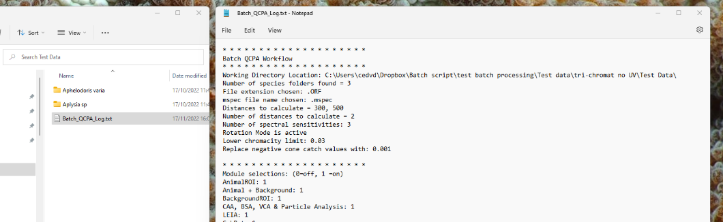 Sort
View
Search Test Data
Name
Date
Aphelodoris varia
17/10/2022 11:4
Aplysia sp
17/10/2022 11:4
Batch_QCPA_Log.txt
17/11/2022 16:0
Batch_QCPA_Log.txt - Notepad
File Edit View
* * * * * * * * * * * * * * * * * * * *
Batch QCPA Workflow
* * * * * * * * * * * * * * * * * * * *
Working Directory Location: C:\Users\cedvd\Dropbox\Batch script\test batch processing\Test data\tri-chromat no UV\Test Data\
Number of species folders found = 3
File extension chosen: .ORF
mspec file name chosen: .mspec
Distances to calculate = 300, 500
Number of distances to calculate = 2
Number of spectral sensitivities: 3
Rotation Mode is active
Lower chromacity limit: 0.03
Replace negative cone catch values with: 0.001
* * * * * * * * * * * * * * * * * * * *
Module selections: (0=off, 1 =on)
AnimalROI: 1
Animal + Background: 1
BackgroundROI: 1
CAA, BSA, VCA & Particle Analysis: 1
LEIA: 1